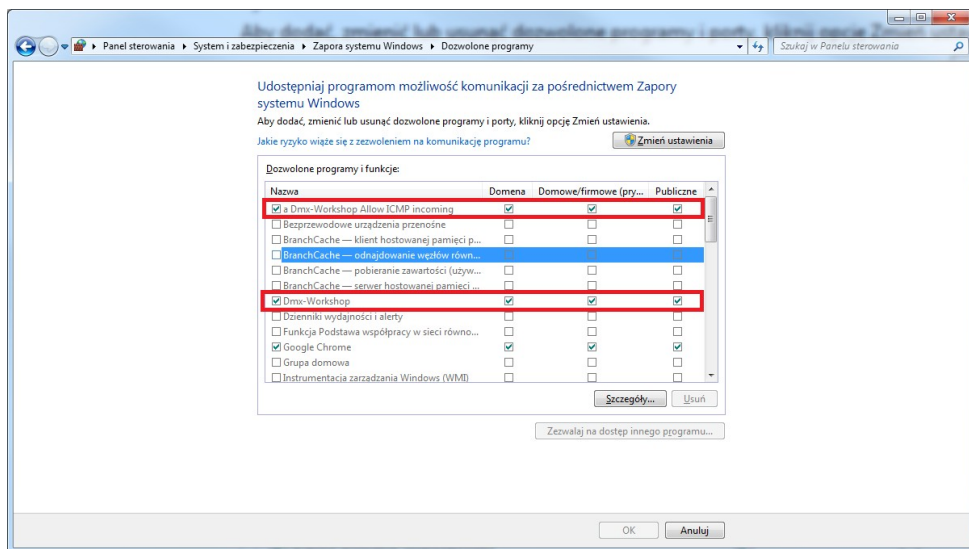 Panel sterowania ▸ System i zabezpieczenia ▸ Zapora systemu Windows ▸ Dozwolone programy
Szukaj w Panelu sterowania
Udostępniaj programom możliwość komunikacji za pośrednictwem Zapory
systemu Windows
Aby dodać, zmienić lub usunąć dozwolone programy i porty, kliknij opcję Zmień ustawienia.
Jakie ryzyko wiąże się z zezwoleniem na komunikację programu?
Zmień ustawienia
Dozwolone programy i funkcje:
Nazwa Domena Domowe/firmowe (pry... Publiczne
a Dmx-Workshop Allow ICMP incoming
Bezprzewodowe urządzenia przenośne
BranchCache — klient hostowanej pamięci p...
BranchCache — odnajdowanie węzłów równ...
BranchCache — pobieranie zawartości (używ...
BranchCache — serwer hostowanej pamięci ...
Dmx-Workshop
Dzienniki wydajności i alerty
Funkcja Podstawa współpracy w sieci równo...
Google Chrome
Grupa domowa
Instrumentacja zarządzania Windows (WMI)
Szczegóły... Usuń
Zezwalaj na dostęp innego programu...
OK Anuluj